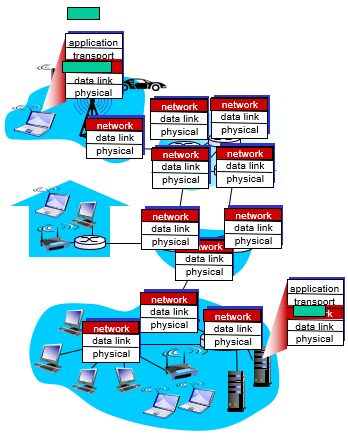 application
transport
data link
physical
network
data link
physical
network
data link
physical
network
data link
physical
network
data link
physical
network
data link
physical
network
data link
physical
network
data link
physical
network
data link
physical
network
data link
physical
network
data link
physical
network
data link
physical
application
transport
data link
physical